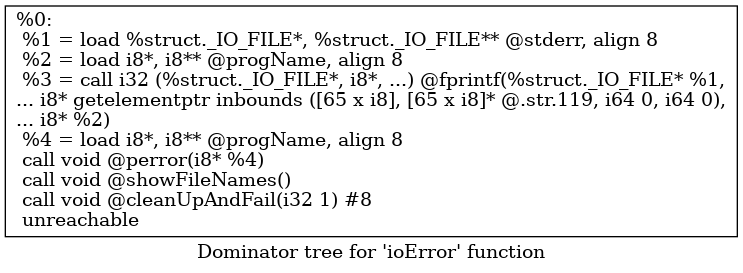 %0:
%1 = load %struct._IO_FILE*, %struct._IO_FILE** @stderr, align 8
%2 = load i8*, i8** @progName, align 8
%3 = call i32 (%struct._IO_FILE*, i8*, ...) @fprintf(%struct._IO_FILE* %1,
... i8* getelementptr inbounds ([65 x i8], [65 x i8]* @.str.119, i64 0, i64 0),
... i8* %2)
%4 = load i8*, i8** @progName, align 8
call void @perror(i8* %4)
call void @showFileNames()
call void @cleanUpAndFail(i32 1) #8
unreachable
Dominator tree for 'ioError' function